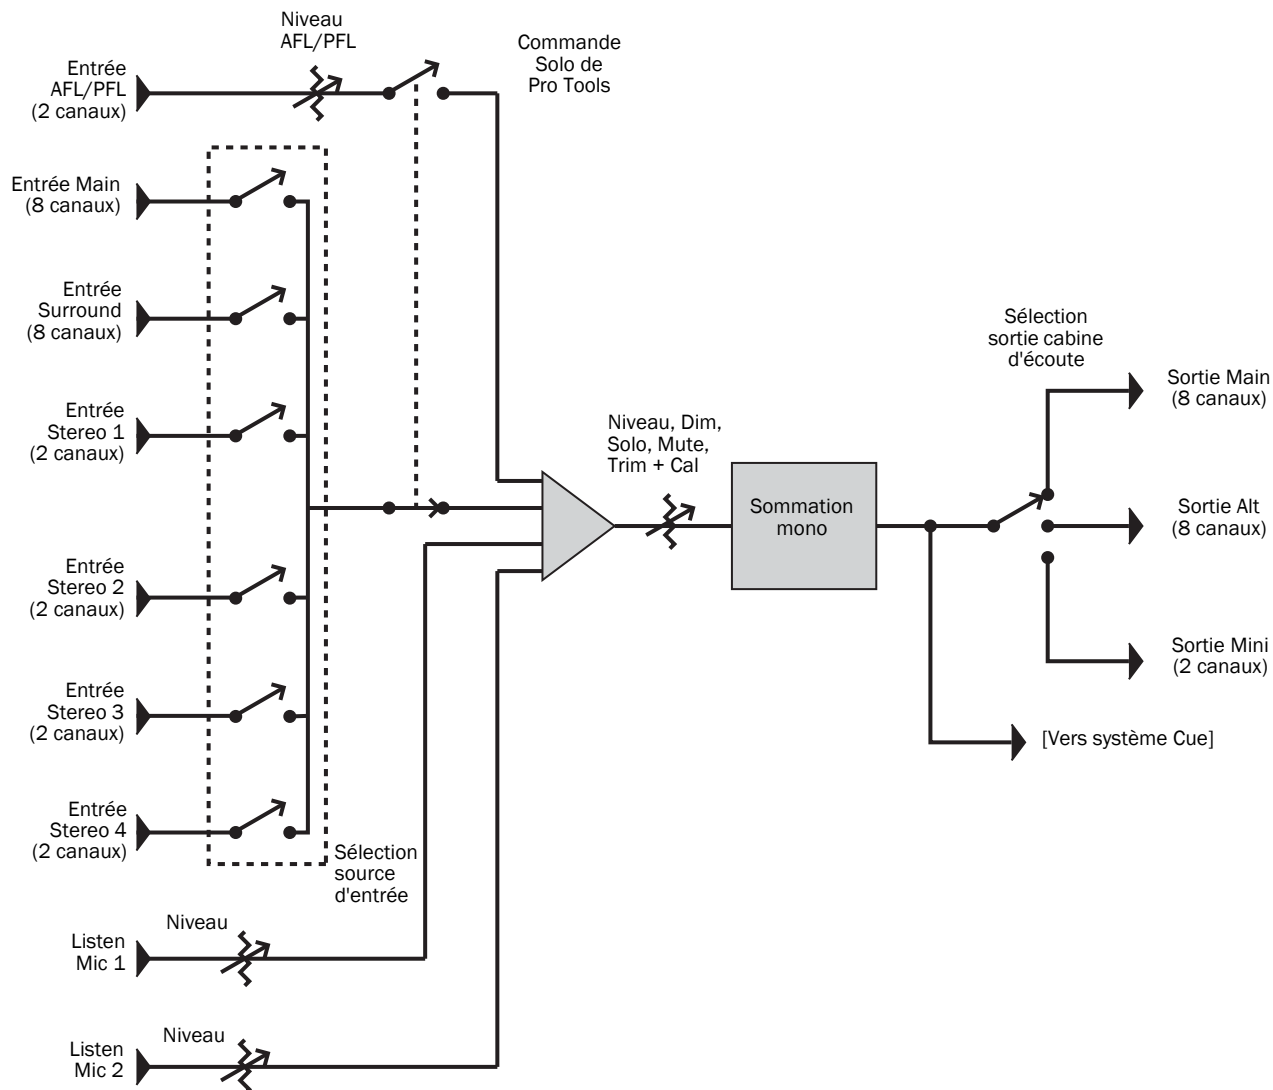 Niveau
AFL/PFL
Commande
Solo de
Pro Tools
Entrée
AFL/PFL
(2 canaux)
Entrée Main
(8 canaux)
Entrée
Surround
(8 canaux)
Entrée
Stereo 1
(2 canaux)
Entrée
Stereo 2
(2 canaux)
Entrée
Stereo 3
(2 canaux)
Entrée
Stereo 4
(2 canaux)
Sélection
source
d'entrée
Niveau
Listen
Mic 1
Niveau
Listen
Mic 2
Niveau, Dim,
Solo, Mute,
Trim + Cal
Sommation
mono
Sélection
sortie cabine
d'écoute
Sortie Main
(8 canaux)
Sortie Alt
(8 canaux)
Sortie Mini
(2 canaux)
[Vers système Cue]